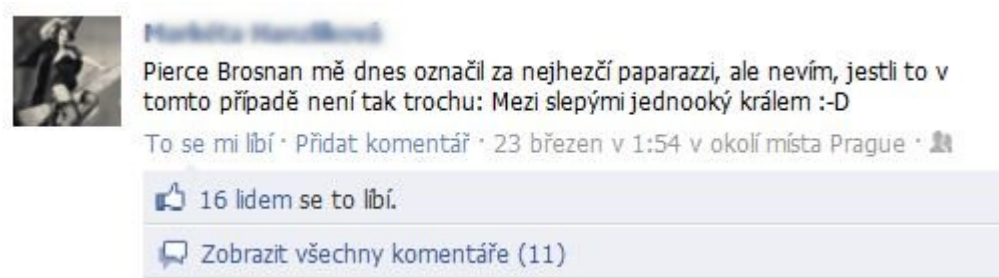 Pierce Brosnan mě dnes označil za nejhezčí paparazzi, ale nevím, jestli to v
tomto případě není tak trochu: Mezi slepými jednooký králem :-D
To se mi líbí · Přidat komentář · 23 březen v 1:54 v okolí místa Prague ·
16 lidem se to líbí.
Zobrazit všechny komentáře (11)